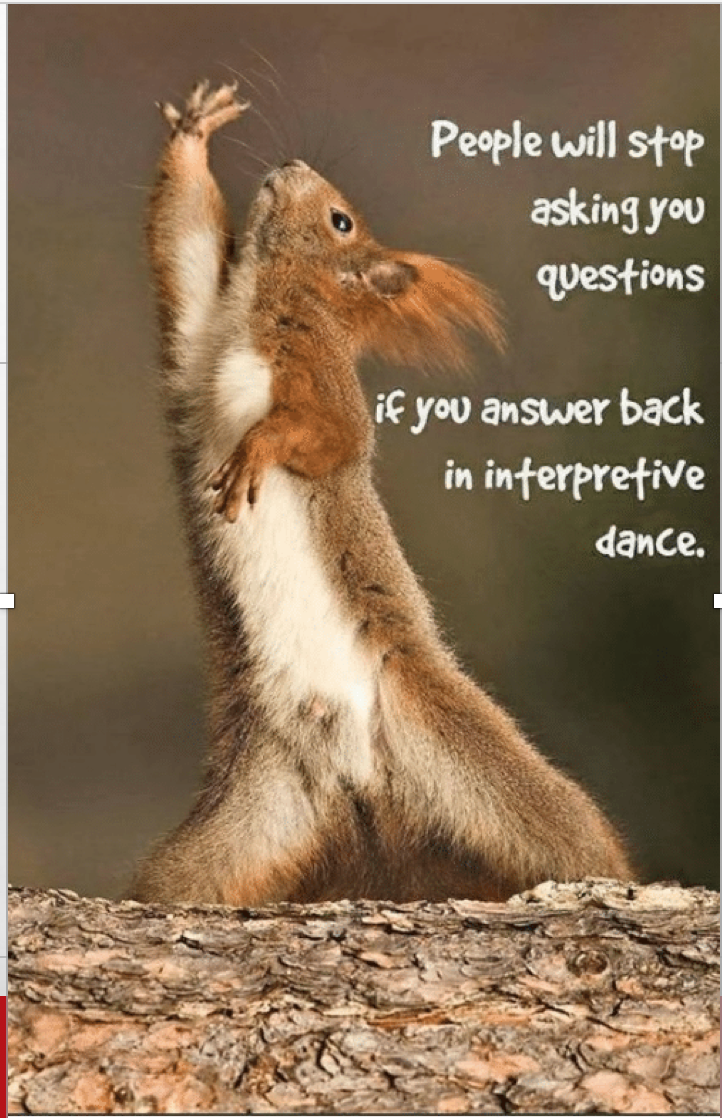 People will stop
asking you
questions
if you answer back
in interpretive
dance.